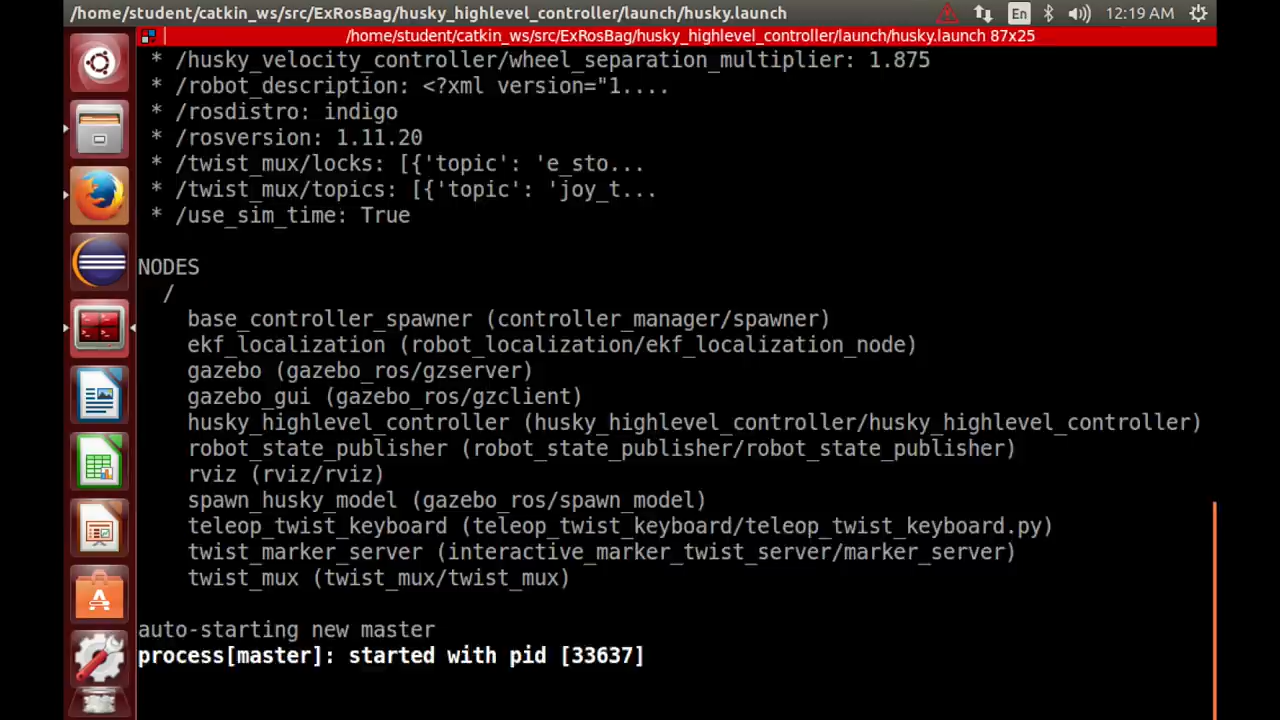 /home/student/catkin_ws/src/ExRosBag/husky_highlevel_controller/launch/husky.launch En 12:19 AM
/home/student/catkin_ws/src/ExRosBag/husky_highlevel_controller/launch/husky.launch 87x25
* /husky_velocity_controller/wheel_separation_multiplier: 1.875
* /robot_description: <?xml version="1....
* /rosdistro: indigo
* /rosversion: 1.11.20
* /twist_mux/locks: [{'topic': 'e_sto...
* /twist_mux/topics: [{'topic': 'joy_t...
* /use_sim_time: True
NODES
/
base_controller_spawner (controller_manager/spawner)
ekf_localization (robot_localization/ekf_localization_node)
gazebo (gazebo_ros/gzserver)
gazebo_gui (gazebo_ros/gzclient)
husky_highlevel_controller (husky_highlevel_controller/husky_highlevel_controller)
robot_state_publisher (robot_state_publisher/robot_state_publisher)
rviz (rviz/rviz)
spawn_husky_model (gazebo_ros/spawn_model)
teleop_twist_keyboard (teleop_twist_keyboard/teleop_twist_keyboard.py)
twist_marker_server (interactive_marker_twist_server/marker_server)
twist_mux (twist_mux/twist_mux)
auto-starting new master
process[master]: started with pid [33637]